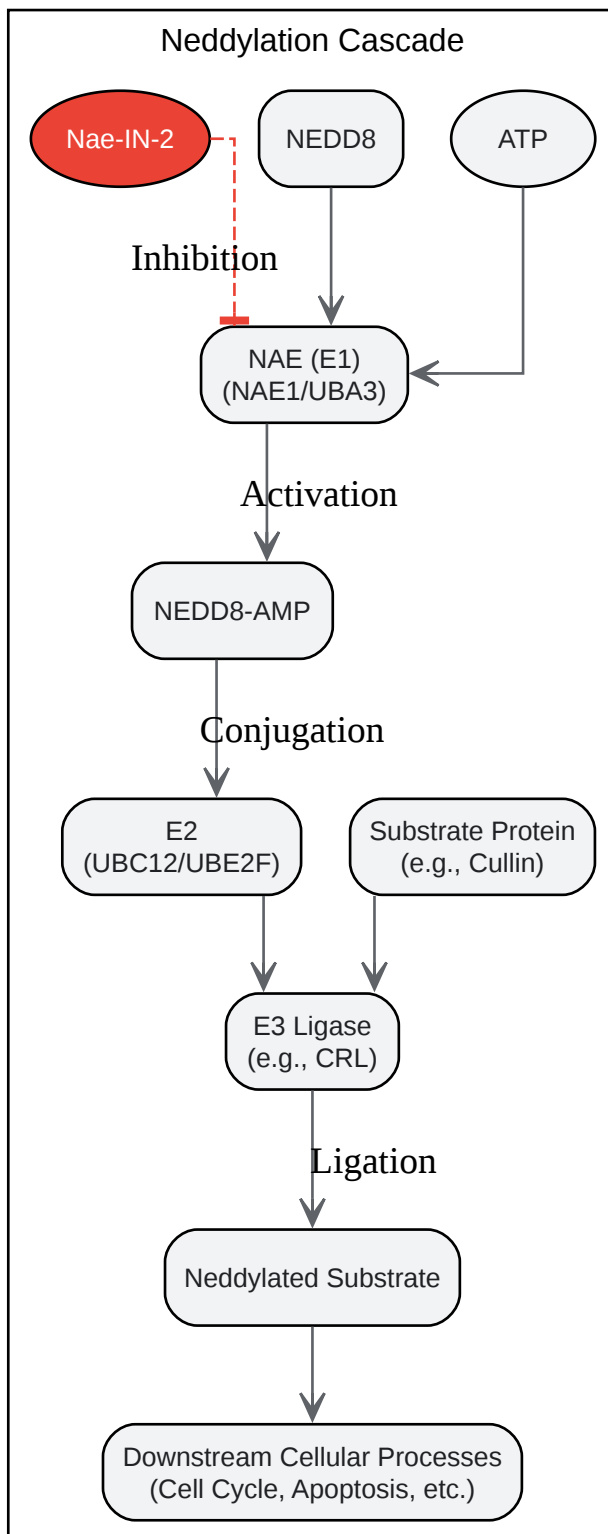 Neddylation Cascade
Nae-IN-2
NEDD8
ATP
Inhibition
NAE (E1)
(NAE1/UBA3)
Activation
NEDD8-AMP
Conjugation
E2
(UBC12/UBE2F)
Substrate Protein
(e.g., Cullin)
E3 Ligase
(e.g., CRL)
Ligation
Neddylated Substrate
Downstream Cellular Processes
(Cell Cycle, Apoptosis, etc.)